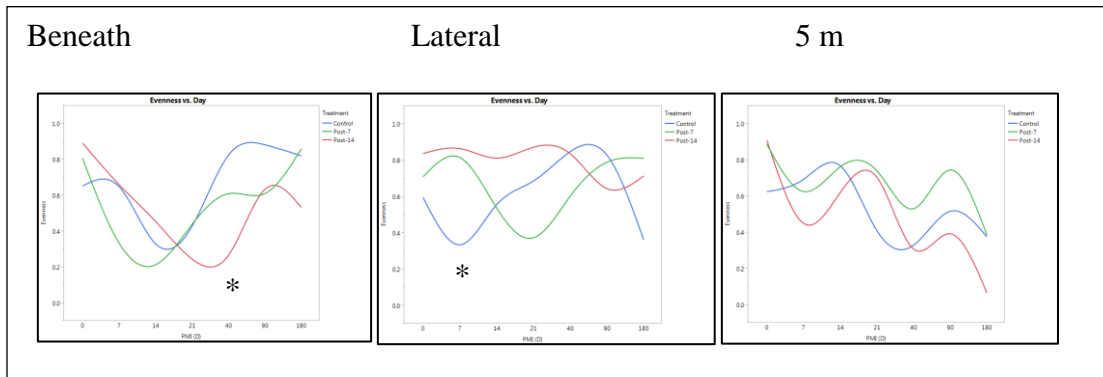 Beneath Lateral 5 m
Evenness vs. Day
Treatment
Control
Post-7
Post-14
1.0
0.8
0.6
0.4
0.2
0.0
Evenness
*
0 7 14 21 40 90 180
PMI (D)
Evenness vs. Day
Treatment
Control
Post-7
Post-14
1.0
0.8
0.6
0.4
0.2
0.0
Evenness
*
0 7 14 21 40 90 180
PMI (D)
Evenness vs. Day
Treatment
Control
Post-7
Post-14
1.0
0.8
0.6
0.4
0.2
0.0
Evenness
0 7 14 21 40 90 180
PMI (D)